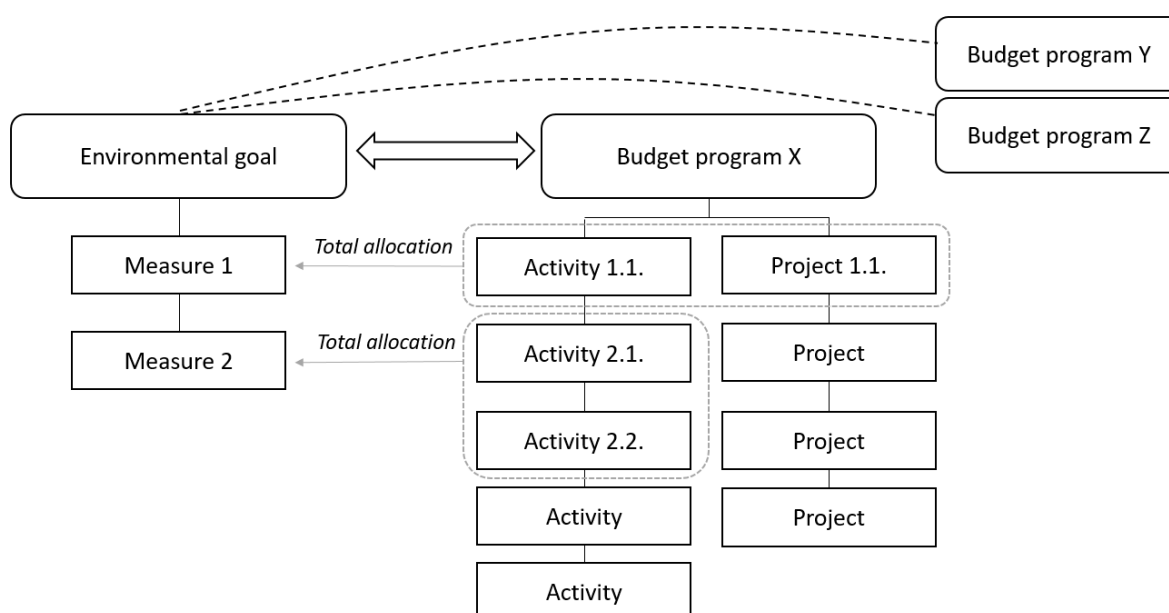 Budget program Y
Budget program Z
Environmental goal
Budget program X
Total allocation
Measure 1
Activity 1.1.
Project 1.1.
Total allocation
Measure 2
Activity 2.1.
Project
Activity 2.2.
Project
Activity
Project
Activity